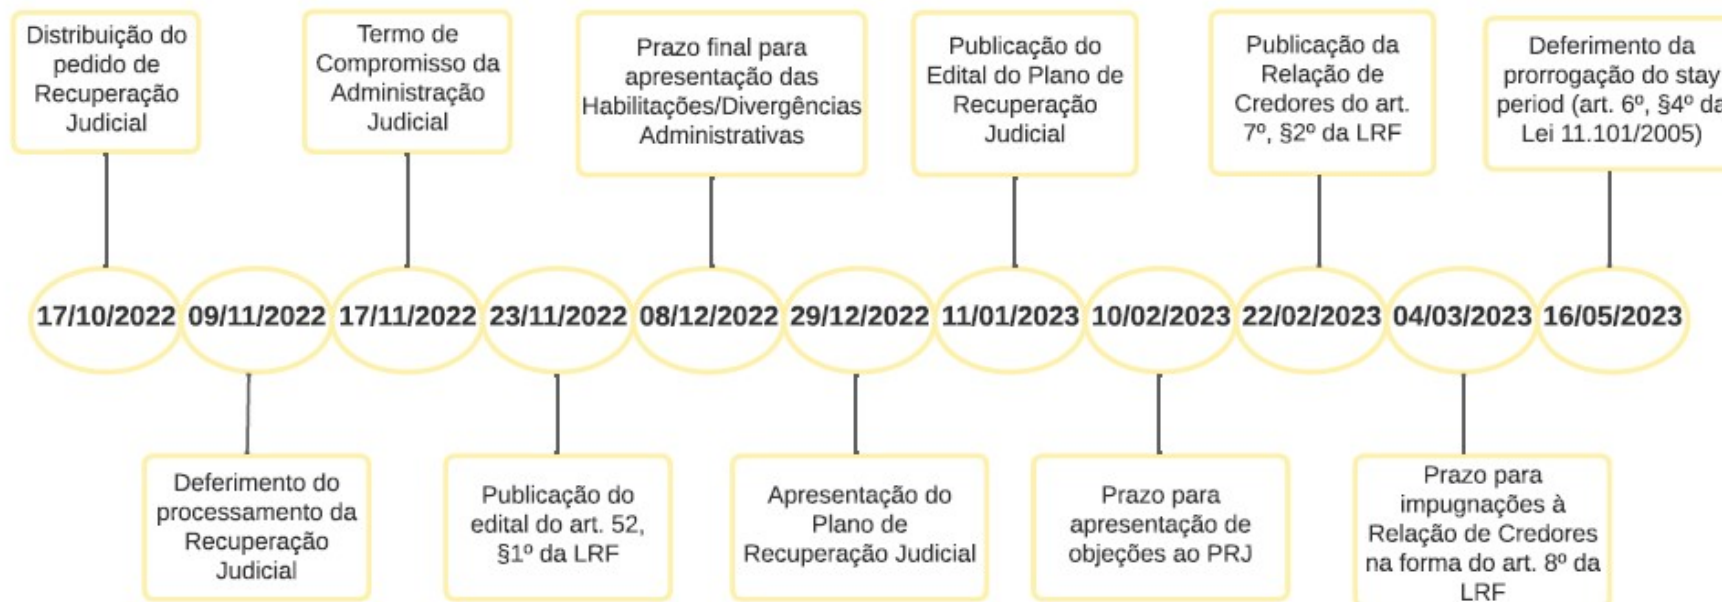 Distribuição do
pedido de
Recuperação
Judicial
Termo de
Compromisso da
Administração
Judicial
Prazo final para
apresentação das
Habilitações/Divergências
Administrativas
Publicação do
Edital do Plano de
Recuperação
Judicial
Publicação da
Relação de
Credores do art.
7º, §2º da LRF
Deferimento da
prorrogação do stay
period (art. 6º, §4º da
Lei 11.101/2005)
17/10/2022
09/11/2022
17/11/2022
23/11/2022
08/12/2022
29/12/2022
11/01/2023
10/02/2023
22/02/2023
04/03/2023
16/05/2023
Deferimento do
processamento da
Recuperação
Judicial
Publicação do
edital do art. 52,
§1º da LRF
Apresentação do
Plano de
Recuperação Judicial
Prazo para
apresentação de
objeções ao PRJ
Prazo para
impugnações à
Relação de Credores
na forma do art. 8º da
LRF